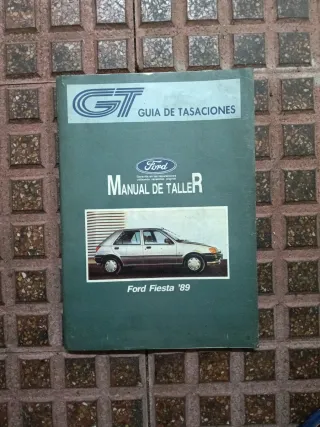 GT GUIA DE TASACIONES
Ford
MANUAL DE TALLER
Ford Fiesta '89